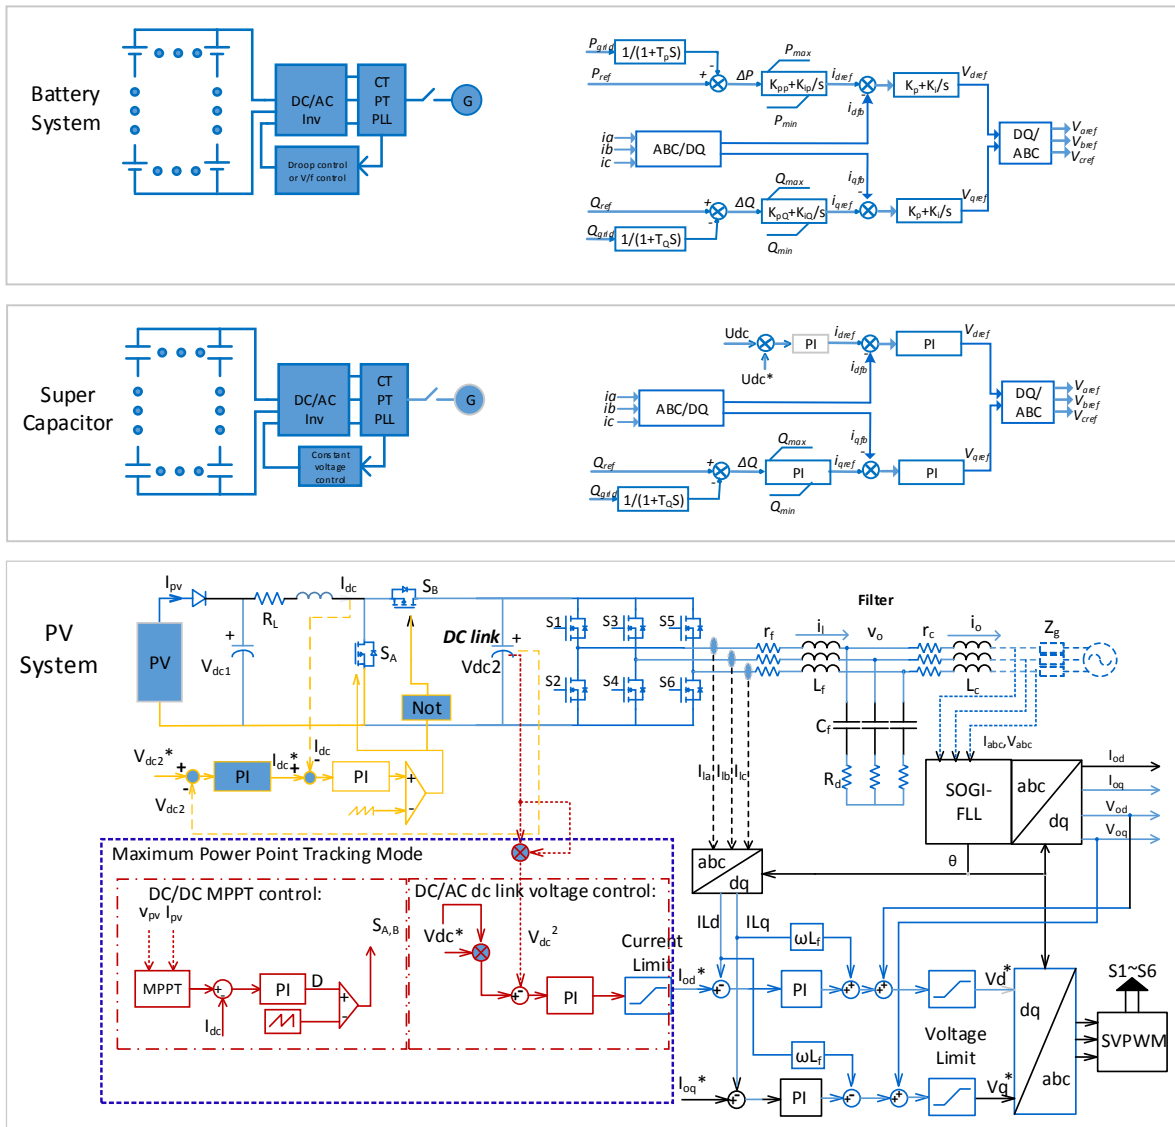 Battery
System
DC/AC
Inv
CT
PT
PLL
G
Droop control
or V/f control
P_grid
1/(1+T_pS)
P_ref
+
-
ΔP
P_max
K_pp+K_ip/s
P_min
i_dref
-
i_dfb
K_p+K_i/s
V_dref
ia
ib
ic
ABC/DQ
DQ/
ABC
V_aref
V_bref
V_cref
Q_ref
+
-
ΔQ
Q_max
K_pQ+K_iQ/s
Q_min
i_qfb
-
i_qref
K_p+K_i/s
V_qref
Q_grid
1/(1+T_QS)
Super
Capacitor
DC/AC
Inv
CT
PT
PLL
G
Constant
voltage
control
Udc
Udc*
PI
i_dref
-
i_dfb
PI
V_dref
ia
ib
ic
ABC/DQ
DQ/
ABC
V_aref
V_bref
V_cref
Q_ref
+
-
ΔQ
Q_max
PI
Q_min
i_qfb
-
i_qref
PI
V_qref
Q_grid
1/(1+T_QS)
PV
System
I_pv
PV
+
V_dc1
R_L
I_dc
S_B
S_A
DC link
+
Vdc2
Not
S1
S3
S5
S2
S4
S6
Filter
r_f
i_l
v_o
r_c
i_o
Z_g
L_f
L_c
C_f
R_d
I_la
I_lb
I_lc
I_abc,V_abc
SOGI-
FLL
abc
dq
I_od
I_oq
V_od
V_oq
θ
V_dc2*
+
-
V_dc2
PI
I_dc*
+
-
I_dc
PI
+
-
Maximum Power Point Tracking Mode
DC/DC MPPT control:
v_pv
I_pv
MPPT
+
-
I_dc
PI
D
+
-
S_A,B
DC/AC dc link voltage control:
Vdc*
V_dc²
+
-
PI
Current
Limit
I_od*
abc
dq
ILd
ILq
+
-
PI
ωL_f
+
-
+
+
Vd*
dq
abc
S1~S6
SVPWM
Voltage
Limit
I_oq*
+
-
PI
ωL_f
+
-
+
+
Vq*